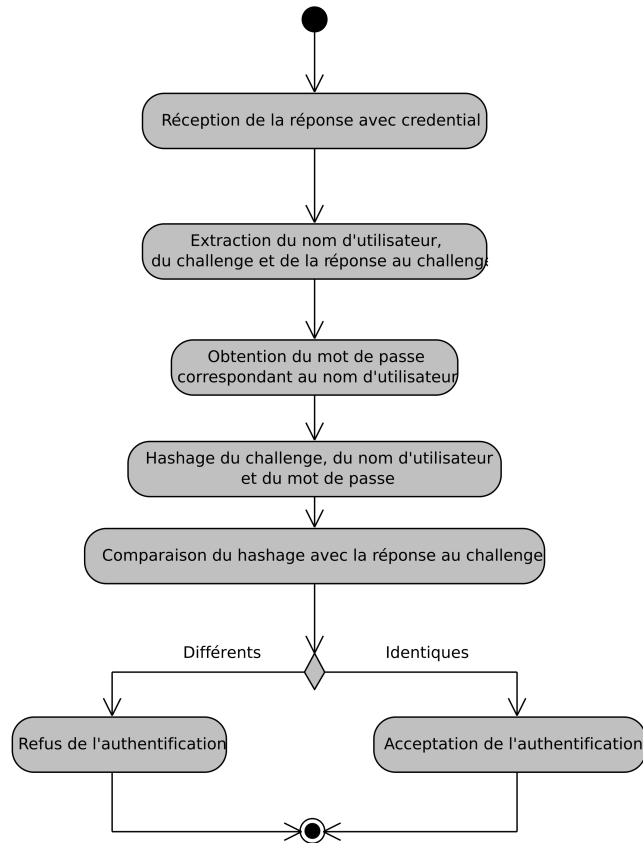 Réception de la réponse avec credential
Extraction du nom d'utilisateur,
du challenge et de la réponse au challenge
Obtention du mot de passe
correspondant au nom d'utilisateur
Hashage du challenge, du nom d'utilisateur
et du mot de passe
Comparaison du hashage avec la réponse au challenge
Différents
Identiques
Refus de l'authentification
Acceptation de l'authentification